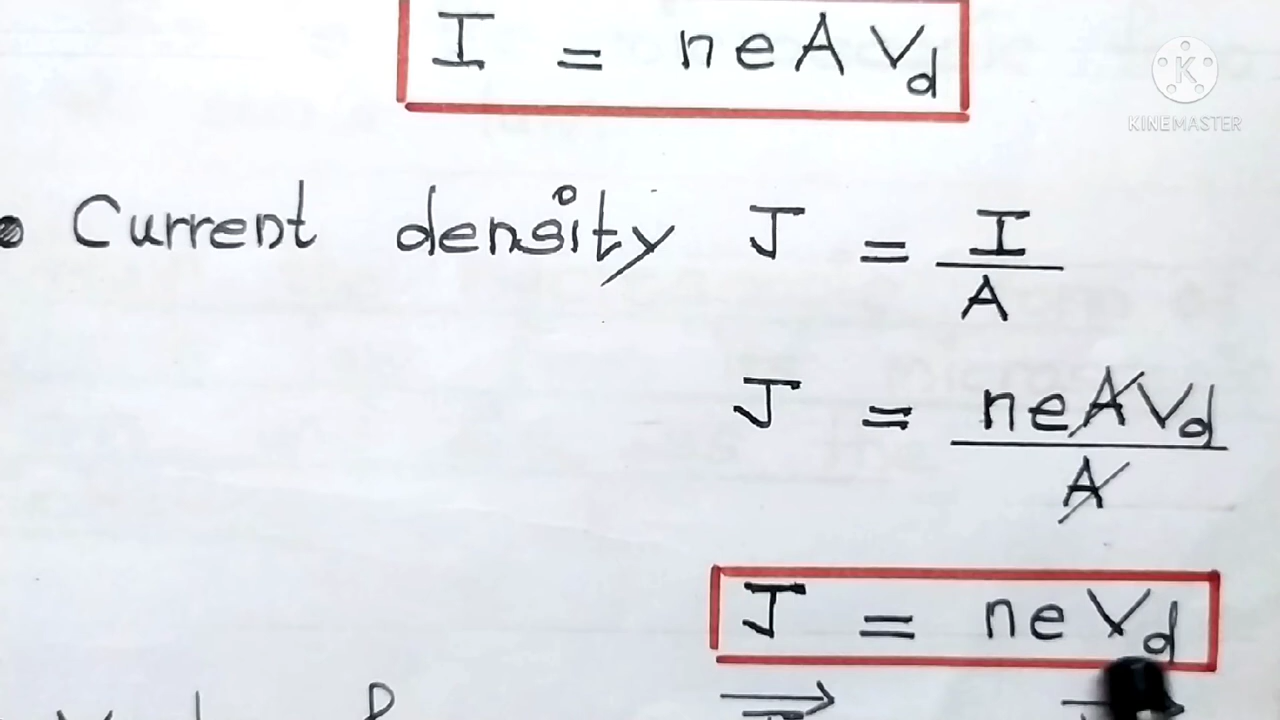 I = neAVd
K
KINEMASTER
• Current density J = I/A
J = neAVd/A
J = neVd